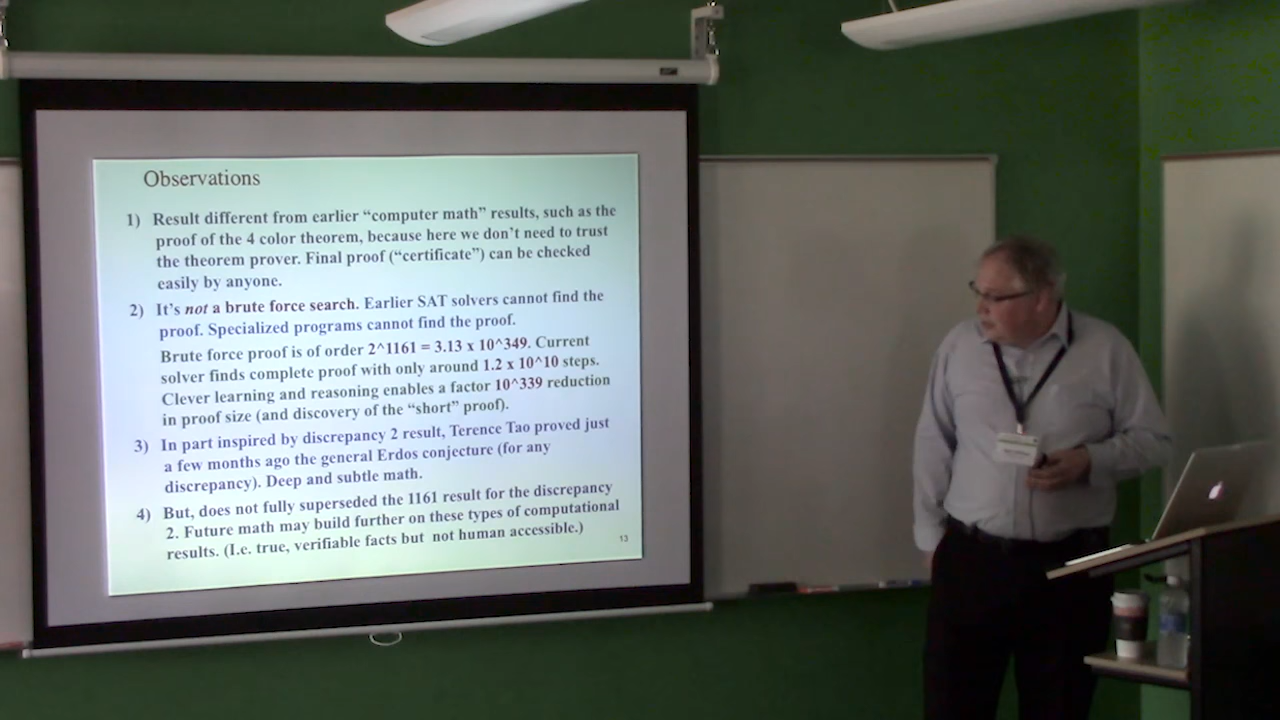 Observations
1) Result different from earlier “computer math” results, such as the
proof of the 4 color theorem, because here we don’t need to trust
the theorem prover. Final proof (“certificate”) can be checked
easily by anyone.
2) It’s not a brute force search. Earlier SAT solvers cannot find the
proof. Specialized programs cannot find the proof.
Brute force proof is of order 2^1161 = 3.13 x 10^349. Current
solver finds complete proof with only around 1.2 x 10^10 steps.
Clever learning and reasoning enables a factor 10^339 reduction
in proof size (and discovery of the “short” proof).
3) In part inspired by discrepancy 2 result, Terence Tao proved just
a few months ago the general Erdos conjecture (for any
discrepancy). Deep and subtle math.
4) But, does not fully superseded the 1161 result for the discrepancy
2. Future math may build further on these types of computational
results. (I.e. true, verifiable facts but not human accessible.)
13